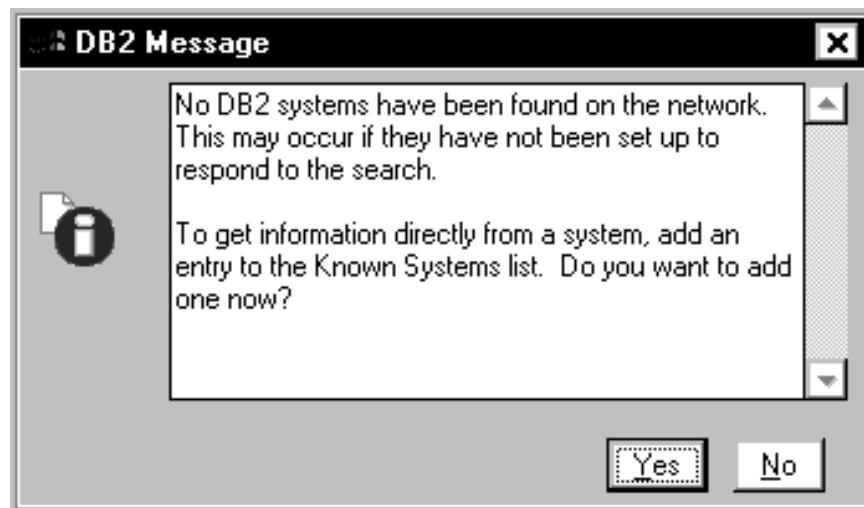 DB2 Message
No DB2 systems have been found on the network.
This may occur if they have not been set up to
respond to the search.
To get information directly from a system, add an
entry to the Known Systems list.  Do you want to add
one now?
Yes
No